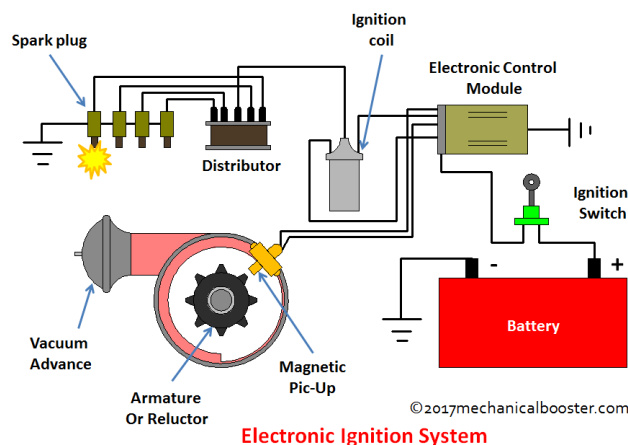 Spark plug
Ignition
coil
Electronic Control
Module
Distributor
Ignition
Switch
-
+
Battery
Vacuum
Advance
Armature
Or Reluctor
Magnetic
Pic-Up
©2017mechanicalbooster.com
Electronic Ignition System